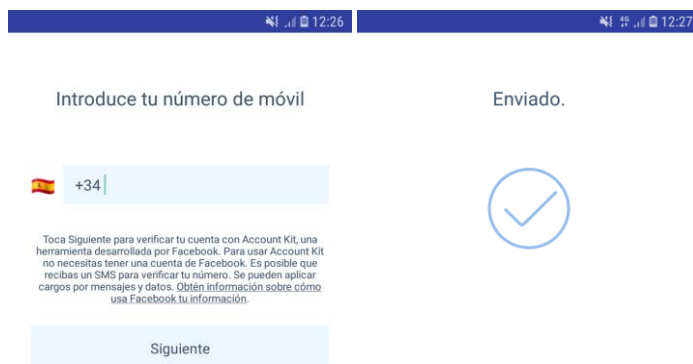 12:26
Introduce tu número de móvil
+34
Toca Siguiente para verificar tu cuenta con Account Kit, una
herramienta desarrollada por Facebook. Para usar Account Kit
no necesitas tener una cuenta de Facebook. Es posible que
recibas un SMS para verificar tu número. Se pueden aplicar
cargos por mensajes y datos. Obtén información sobre cómo
usa Facebook tu información.
Siguiente
4G 12:27
Enviado.